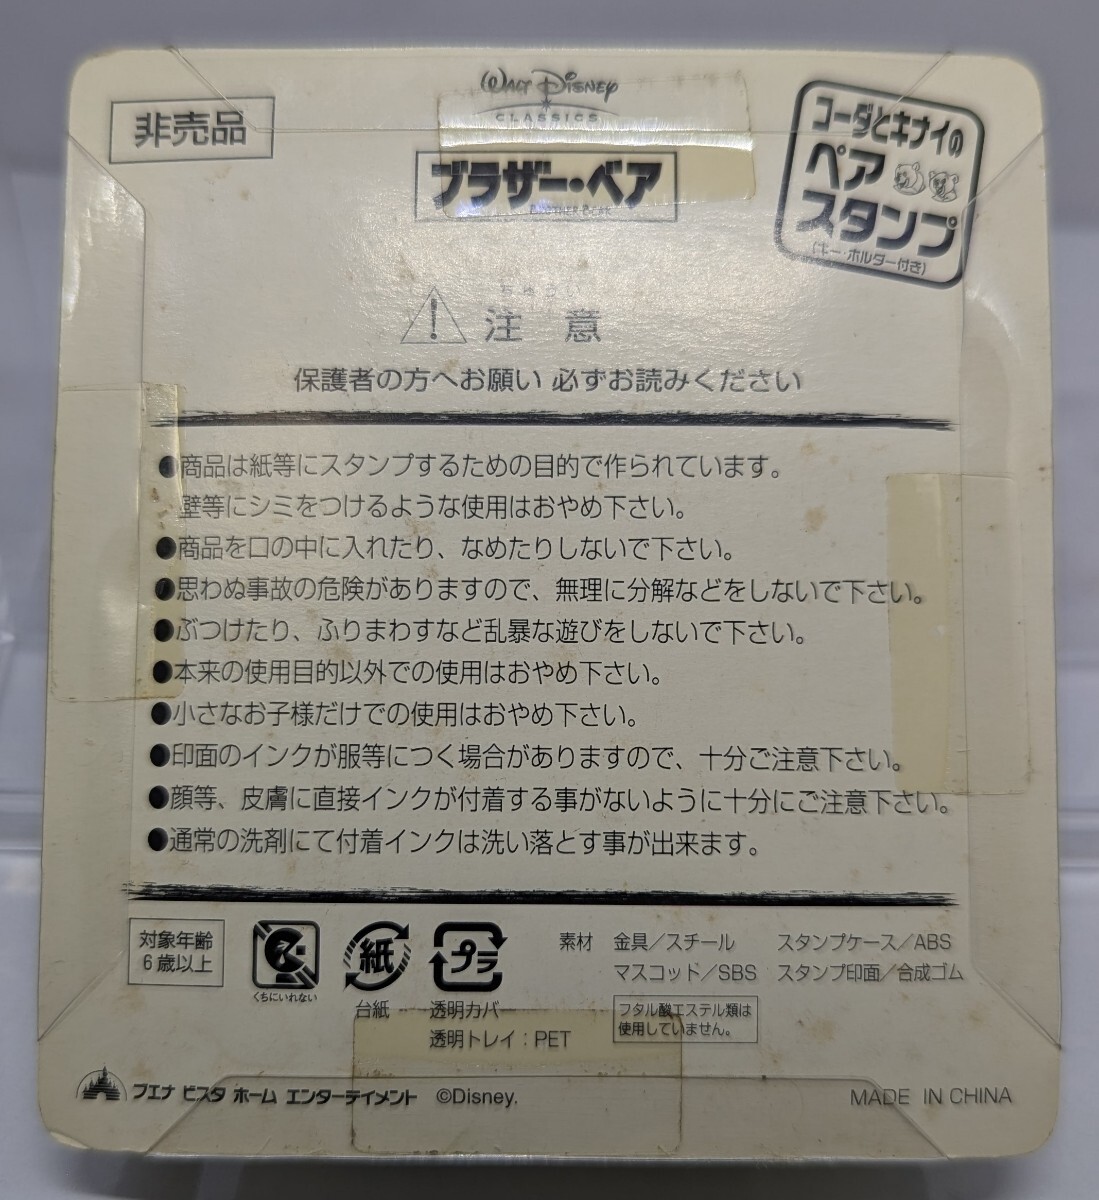 非売品
WALT DISNEY
CLASSICS
ブラザー・ベア
BROTHER BEAR
コーダとキナイの
ペア
スタンプ
(キー・ホルダー付き)
ちゅうい
注意
保護者の方へお願い 必ずお読みください
●商品は紙等にスタンプするための目的で作られています。
壁等にシミをつけるような使用はおやめ下さい。
●商品を口の中に入れたり、なめたりしないで下さい。
●思わぬ事故の危険がありますので、無理に分解などをしないで下さい。
●ぶつけたり、ふりまわすなど乱暴な遊びをしないで下さい。
●本来の使用目的以外での使用はおやめ下さい。
●小さなお子様だけでの使用はおやめ下さい。
●印面のインクが服等につく場合がありますので、十分ご注意下さい。
●顔等、皮膚に直接インクが付着する事がないように十分にご注意下さい。
●通常の洗剤にて付着インクは洗い落とす事が出来ます。
対象年齢
6歳以上
くちにいれない
紙
台紙
プラ
透明カバー
透明トレイ:PET
素材 金具/スチール スタンプケース/ABS
マスコッド/SBS スタンプ印面/合成ゴム
フタル酸エステル類は
使用していません。
ブエナ ビスタ ホーム エンターテイメント ©Disney.
MADE IN CHINA